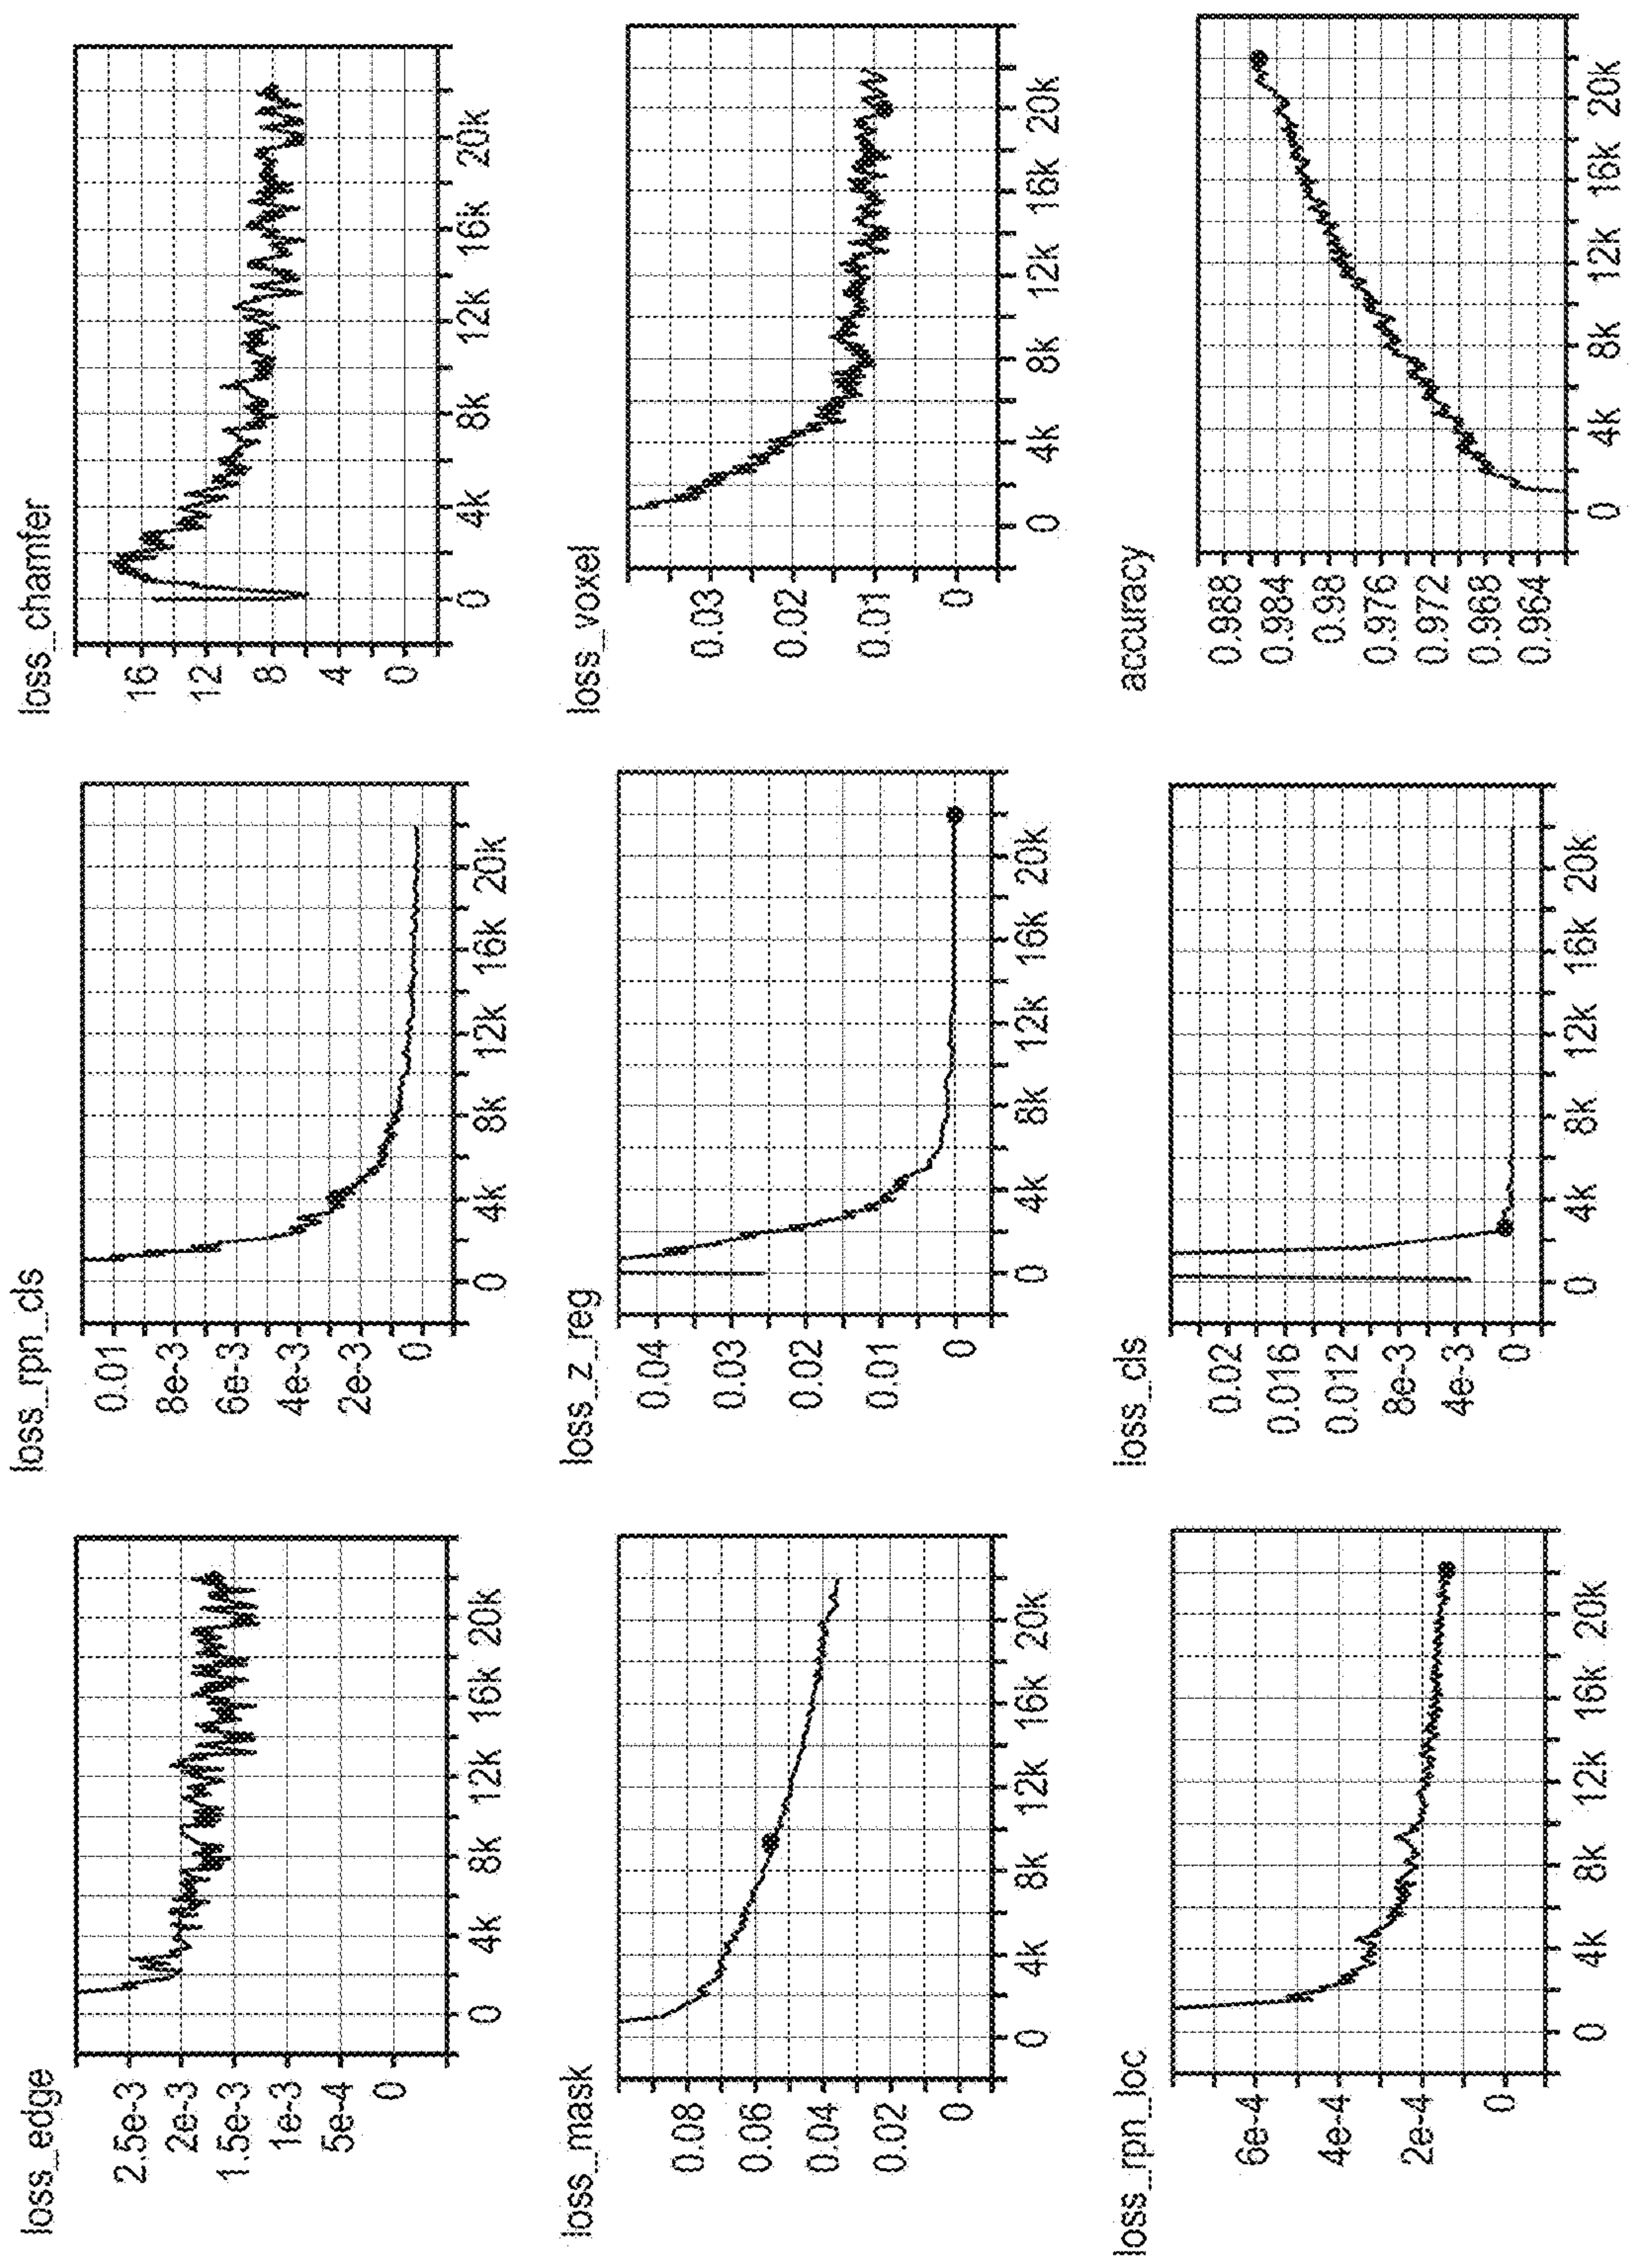 loss_edge
2.5e-3
2e-3
1.5e-3
1e-3
5e-4
0
0 4k 8k 12k 16k 20k
loss_rpn_cls
0.01
8e-3
6e-3
4e-3
2e-3
0
0 4k 8k 12k 16k 20k
loss_chamfer
16
12
8
4
0
0 4k 8k 12k 16k 20k
loss_mask
0.08
0.06
0.04
0.02
0
0 4k 8k 12k 16k 20k
loss_z_reg
0.04
0.03
0.02
0.01
0
0 4k 8k 12k 16k 20k
loss_voxel
0.03
0.02
0.01
0
0 4k 8k 12k 16k 20k
loss_rpn_loc
6e-4
4e-4
2e-4
0
0 4k 8k 12k 16k 20k
loss_cls
0.02
0.016
0.012
8e-3
4e-3
0
0 4k 8k 12k 16k 20k
accuracy
0.988
0.984
0.98
0.976
0.972
0.968
0.964
0 4k 8k 12k 16k 20k